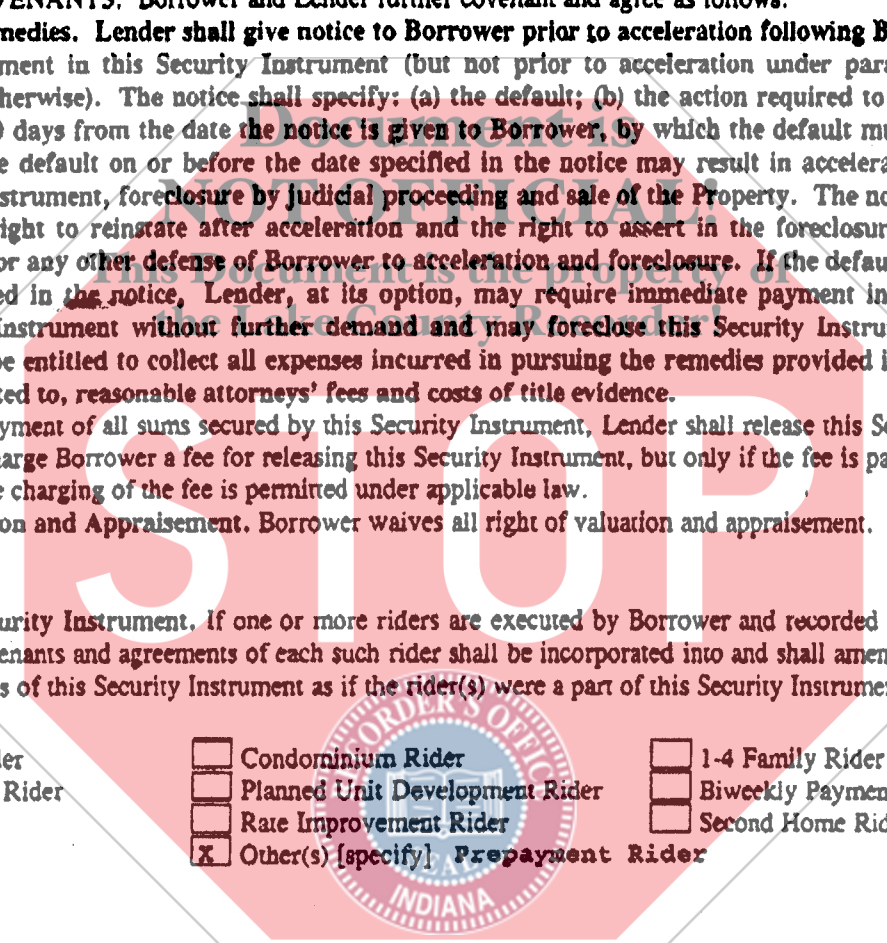 VENANTS. Borrower and Lender further covenant and agree as follows:
medies. Lender shall give notice to Borrower prior to acceleration following B
ment in this Security Instrument (but not prior to acceleration under par
herwise). The notice shall specify: (a) the default; (b) the action required to
) days from the date the notice is given to Borrower, by which the default mu
e default on or before the date specified in the notice may result in accelera
strument, foreclosure by judicial proceeding and sale of the Property. The no
ight to reinstate after acceleration and the right to assert in the foreclosur
or any other defense of Borrower to acceleration and foreclosure. If the defau
ed in the notice, Lender, at its option, may require immediate payment in
instrument without further demand and may foreclose this Security Instru
be entitled to collect all expenses incurred in pursuing the remedies provided i
ted to, reasonable attorneys' fees and costs of title evidence.
yment of all sums secured by this Security Instrument, Lender shall release this Se
arge Borrower a fee for releasing this Security Instrument, but only if the fee is pa
e charging of the fee is permitted under applicable law.
on and Appraisement. Borrower waives all right of valuation and appraisement.
urity Instrument. If one or more riders are executed by Borrower and recorded
enants and agreements of each such rider shall be incorporated into and shall amen
s of this Security Instrument as if the rider(s) were a part of this Security Instrume
er
Rider
Condominium Rider
Planned Unit Development Rider
Rate Improvement Rider
X Other(s) [specify] Prepayment Rider
1-4 Family Rider
Biweekly Paymen
Second Home Rid
Document is
NOT OFFICIAL!
This Document is the property of
the Lake County Recorder!
STOP
RECORDER'S OFFICE
SEAL
INDIANA